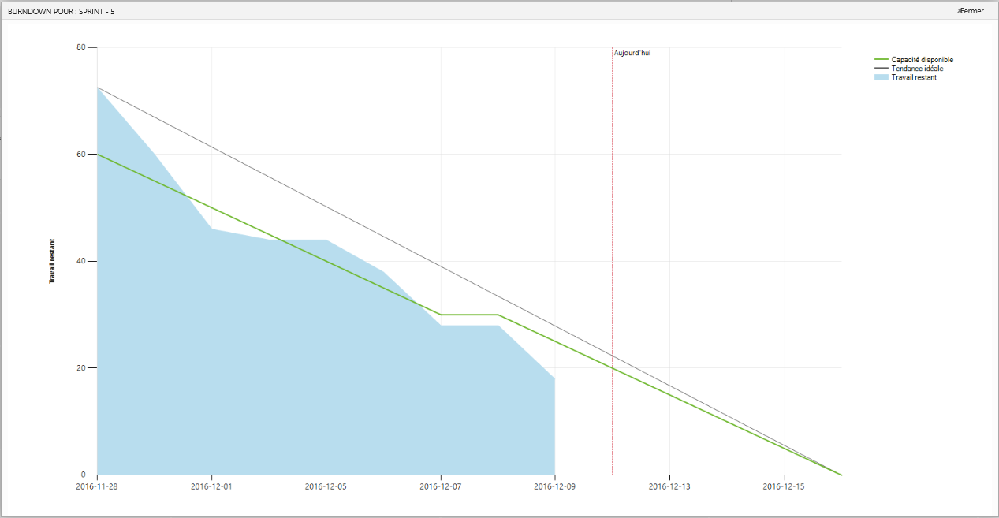 BURNDOWN POUR : SPRINT - 5
Fermer
80
60
40
20
0
Travail restant
Aujourd'hui
Capacité disponible
Tendance idéale
Travail restant
2016-11-28
2016-12-01
2016-12-05
2016-12-07
2016-12-09
2016-12-13
2016-12-15